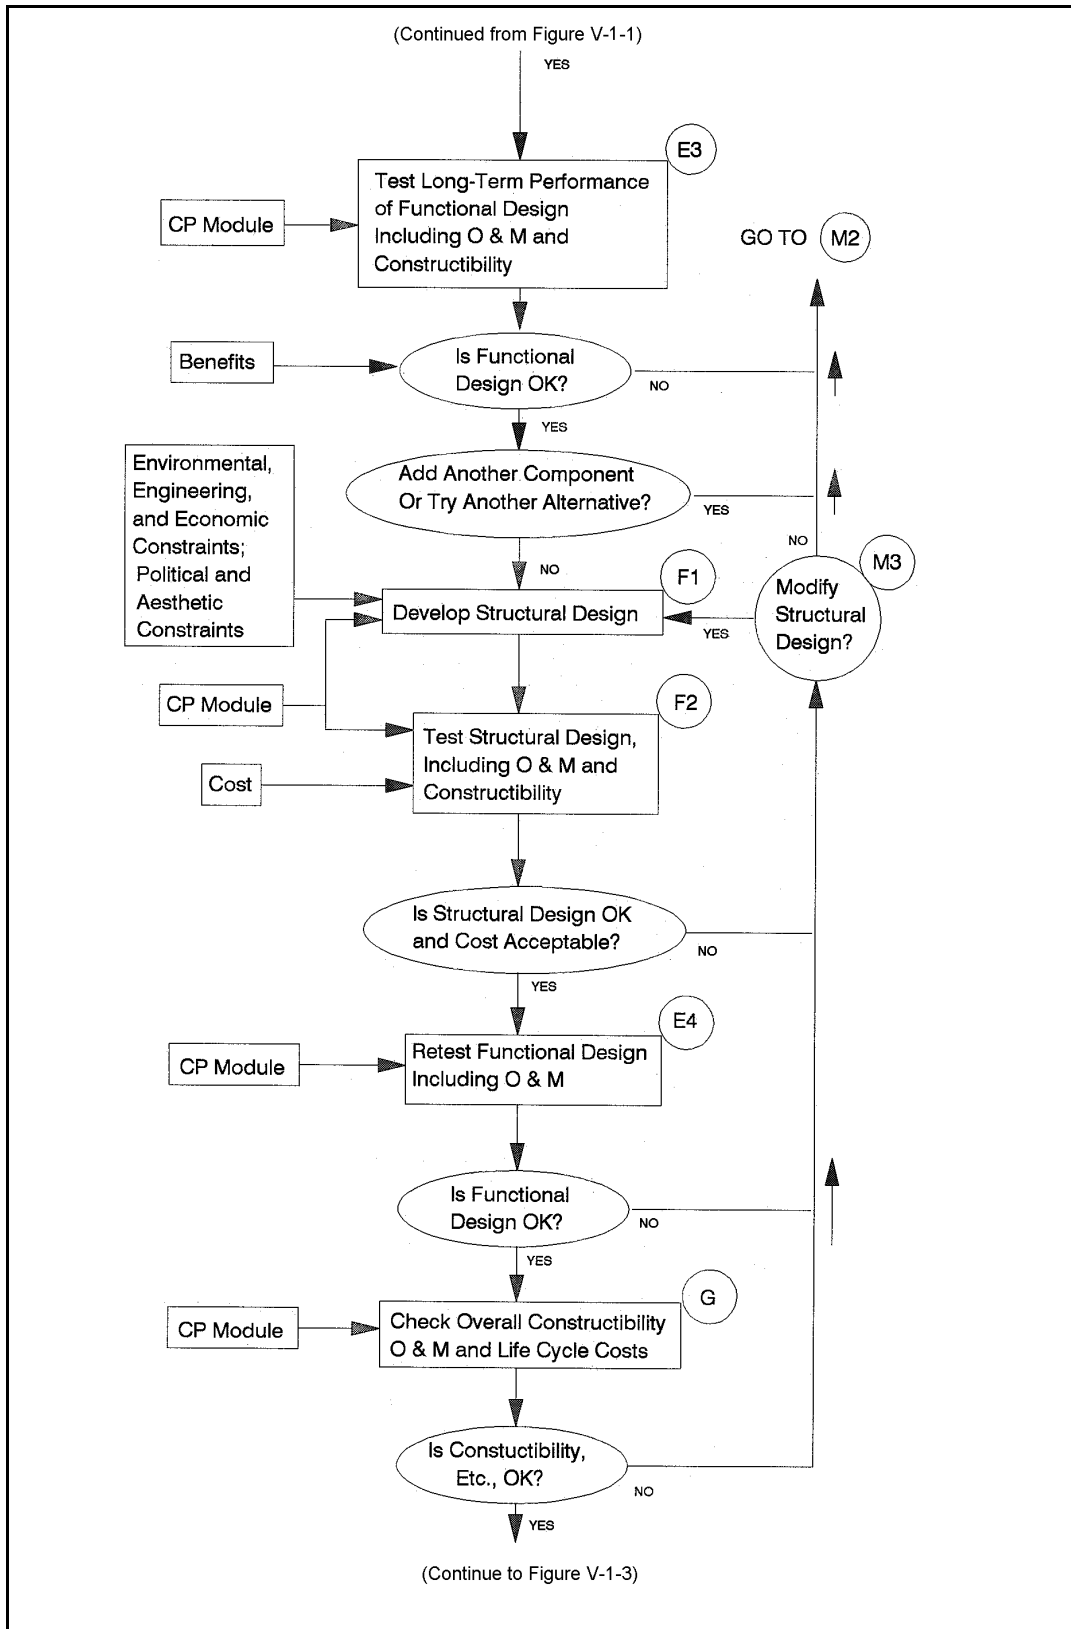 (Continued from Figure V-1-1)
YES
E3
Test Long-Term Performance
of Functional Design
Including O & M and
Constructibility
CP Module
GO TO M2
Benefits
Is Functional
Design OK?
NO
YES
Environmental,
Engineering,
and Economic
Constraints;
Political and
Aesthetic
Constraints
Add Another Component
Or Try Another Alternative?
YES
NO
NO
M3
Modify
Structural
Design?
F1
Develop Structural Design
YES
CP Module
F2
Test Structural Design,
Including O & M and
Constructibility
Cost
Is Structural Design OK
and Cost Acceptable?
NO
YES
E4
Retest Functional Design
Including O & M
CP Module
Is Functional
Design OK?
NO
YES
G
Check Overall Constructibility
O & M and Life Cycle Costs
CP Module
Is Constuctibility,
Etc., OK?
NO
YES
(Continue to Figure V-1-3)